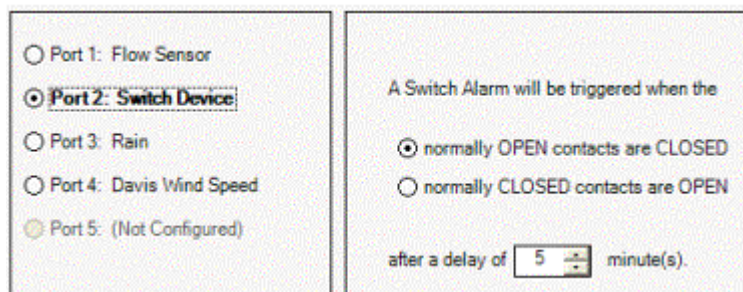 Port 1: Flow Sensor
Port 2: Switch Device
Port 3: Rain
Port 4: Davis Wind Speed
Port 5: (Not Configured)
A Switch Alarm will be triggered when the
normally OPEN contacts are CLOSED
normally CLOSED contacts are OPEN
after a delay of 5 minute(s).